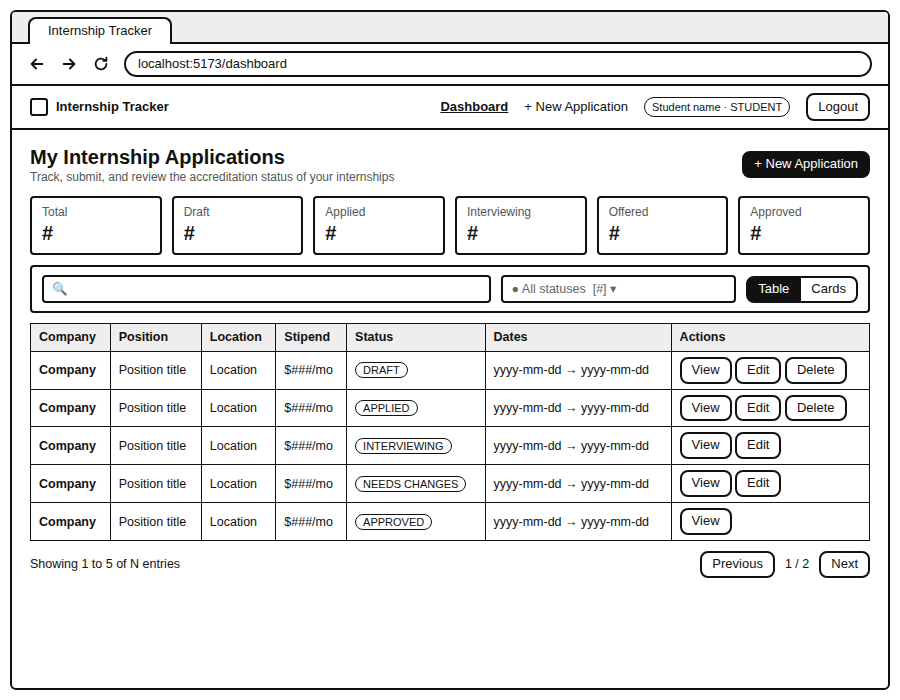 Internship Tracker
localhost:5173/dashboard
Internship Tracker Dashboard + New Application Student name · STUDENT Logout
My Internship Applications
Track, submit, and review the accreditation status of your internships
+ New Application
Total Draft Applied Interviewing Offered Approved
# # # # # #
● All statuses [#] ▾ Table Cards
Company Position Location Stipend Status Dates Actions
Company Position title Location $###/mo DRAFT yyyy-mm-dd → yyyy-mm-dd View Edit Delete
Company Position title Location $###/mo APPLIED yyyy-mm-dd → yyyy-mm-dd View Edit Delete
Company Position title Location $###/mo INTERVIEWING yyyy-mm-dd → yyyy-mm-dd View Edit
Company Position title Location $###/mo NEEDS CHANGES yyyy-mm-dd → yyyy-mm-dd View Edit
Company Position title Location $###/mo APPROVED yyyy-mm-dd → yyyy-mm-dd View
Showing 1 to 5 of N entries Previous 1 / 2 Next